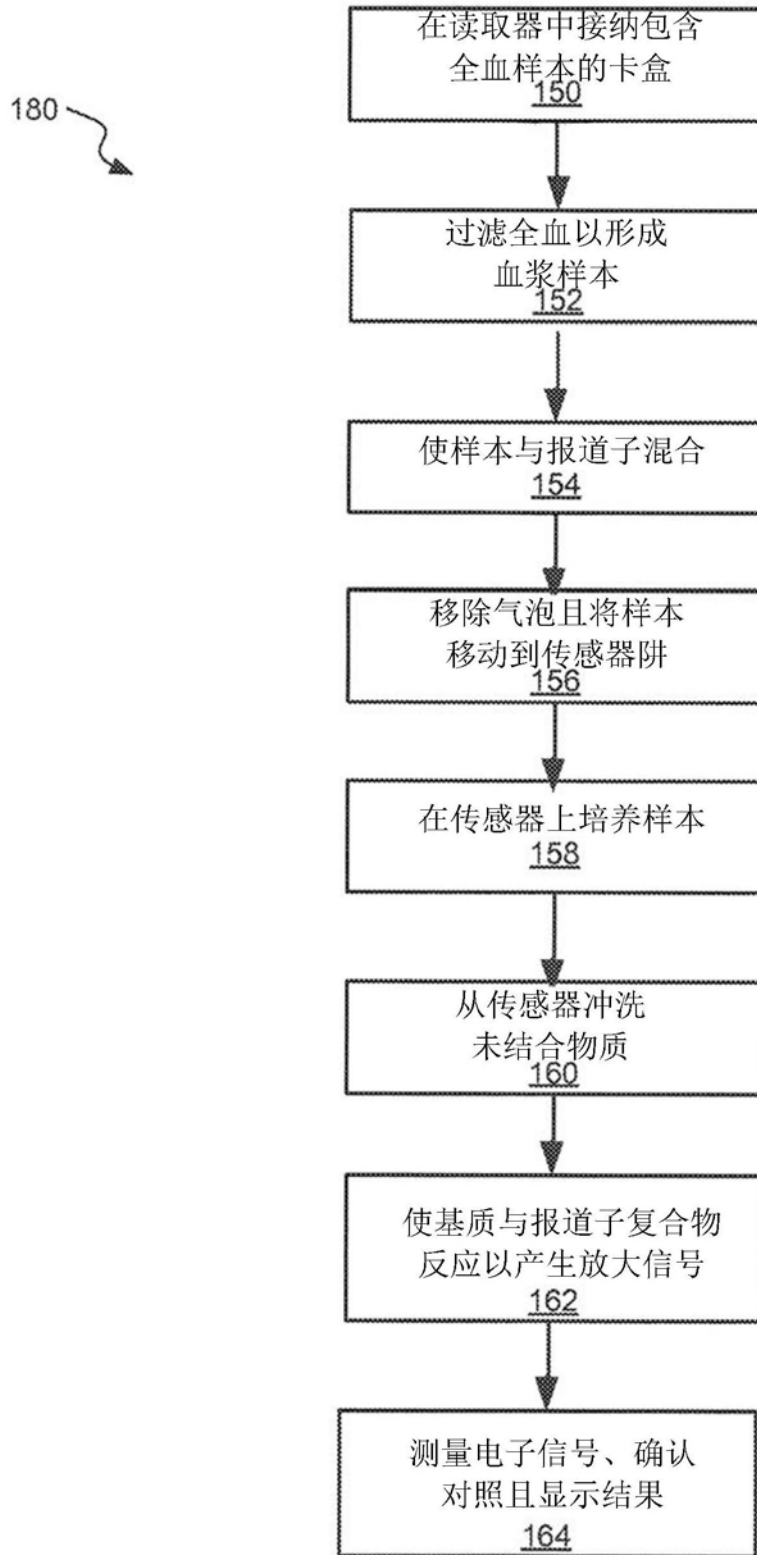 在读取器中接纳包含
全血样本的卡盒
150
180
过滤全血以形成
血浆样本
152
使样本与报道子混合
154
移除气泡且将样本
移动到传感器阱
156
在传感器上培养样本
158
从传感器冲洗
未结合物质
160
使基质与报道子复合物
反应以产生放大信号
162
测量电子信号、确认
对照且显示结果
164